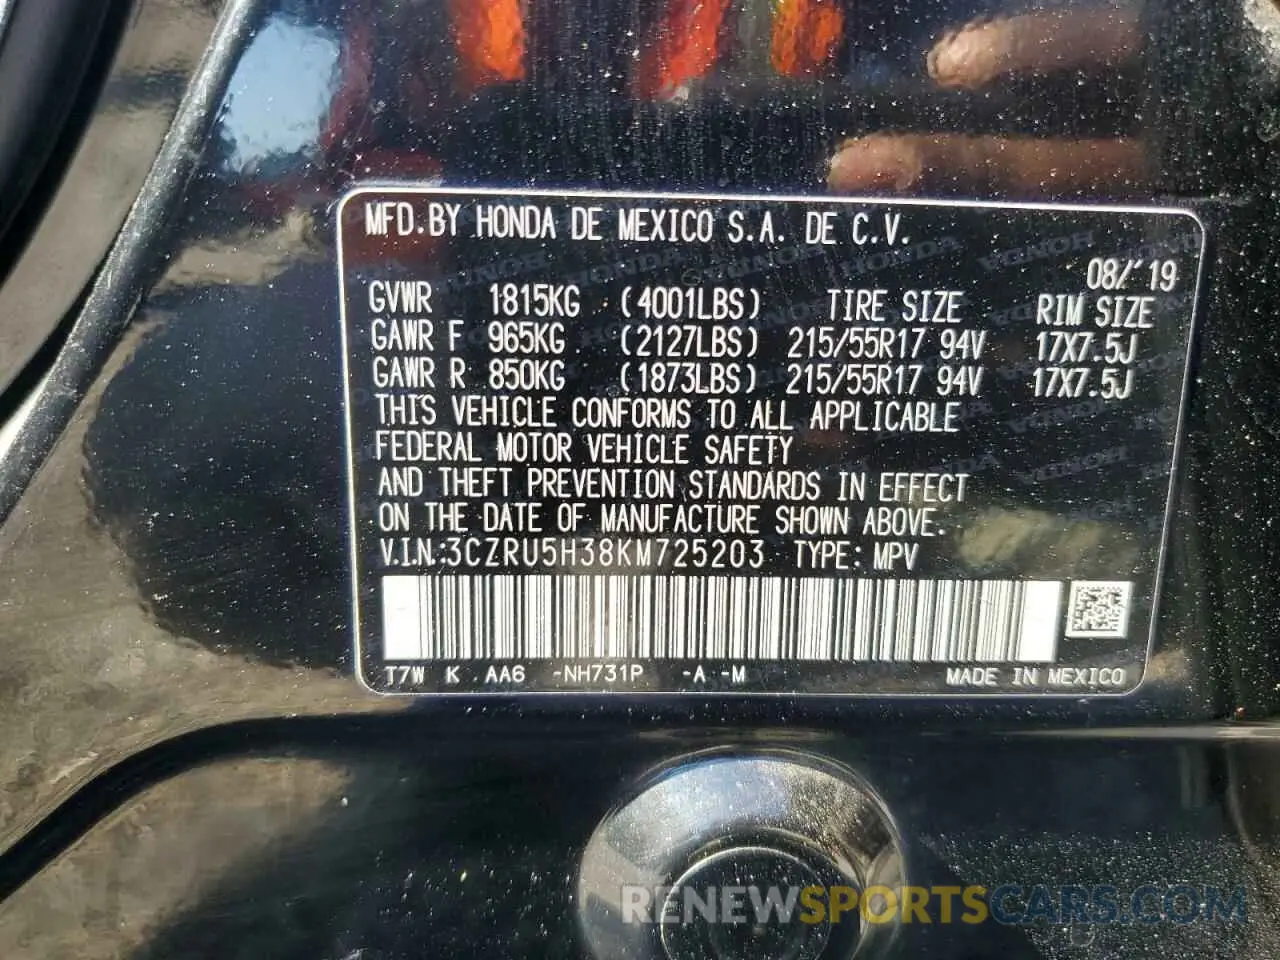 MFD. BY HONDA DE MEXICO S.A. DE C.V.
08/'19
GVWR 1815KG (4001LBS) TIRE SIZE RIM SIZE
GAWR F 965KG (2127LBS) 215/55R17 94V 17X7.5J
GAWR R 850KG (1873LBS) 215/55R17 94V 17X7.5J
THIS VEHICLE CONFORMS TO ALL APPLICABLE
FEDERAL MOTOR VEHICLE SAFETY
AND THEFT PREVENTION STANDARDS IN EFFECT
ON THE DATE OF MANUFACTURE SHOWN ABOVE.
V.I.N.:3CZRU5H38KM725203 TYPE: MPV
T7W K AA6 -NH731P -A -M MADE IN MEXICO
RENEWSPORTSCARS.COM